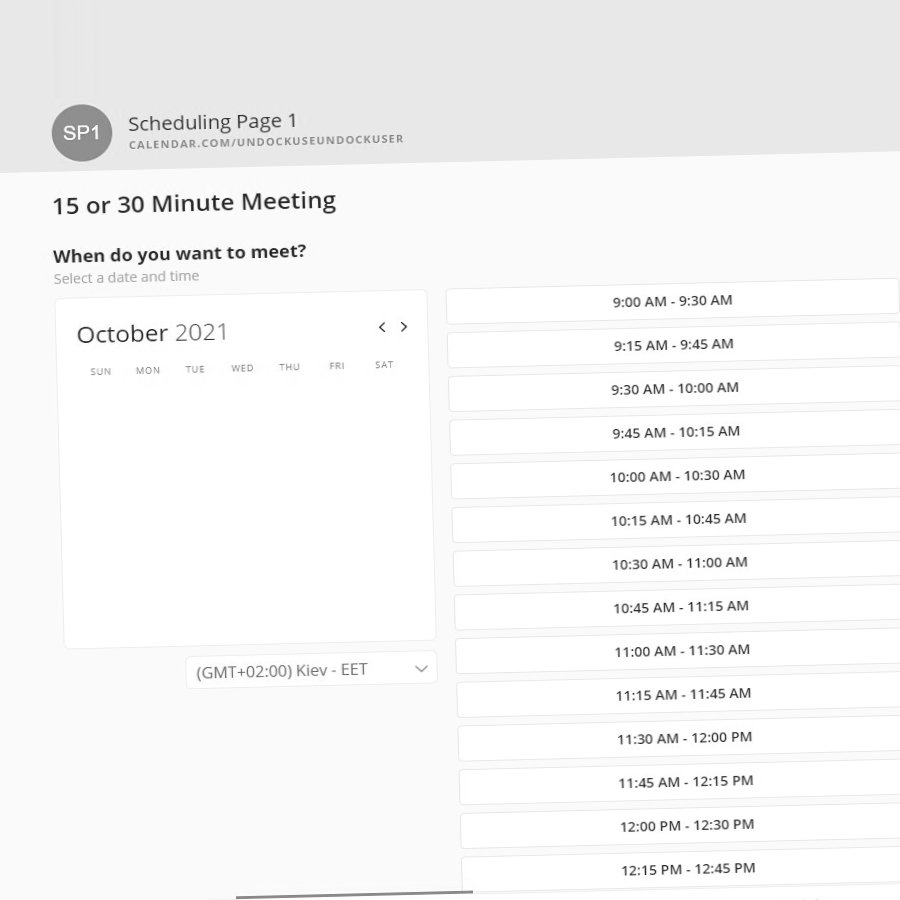 SP1
Scheduling Page 1
CALENDAR.COM/UNDOCKUSEUNDOCKUSER
15 or 30 Minute Meeting
When do you want to meet?
Select a date and time
October 2021
SUN MON TUE WED THU FRI SAT
(GMT+02:00) Kiev - EET
9:00 AM - 9:30 AM
9:15 AM - 9:45 AM
9:30 AM - 10:00 AM
9:45 AM - 10:15 AM
10:00 AM - 10:30 AM
10:15 AM - 10:45 AM
10:30 AM - 11:00 AM
10:45 AM - 11:15 AM
11:00 AM - 11:30 AM
11:15 AM - 11:45 AM
11:30 AM - 12:00 PM
11:45 AM - 12:15 PM
12:00 PM - 12:30 PM
12:15 PM - 12:45 PM